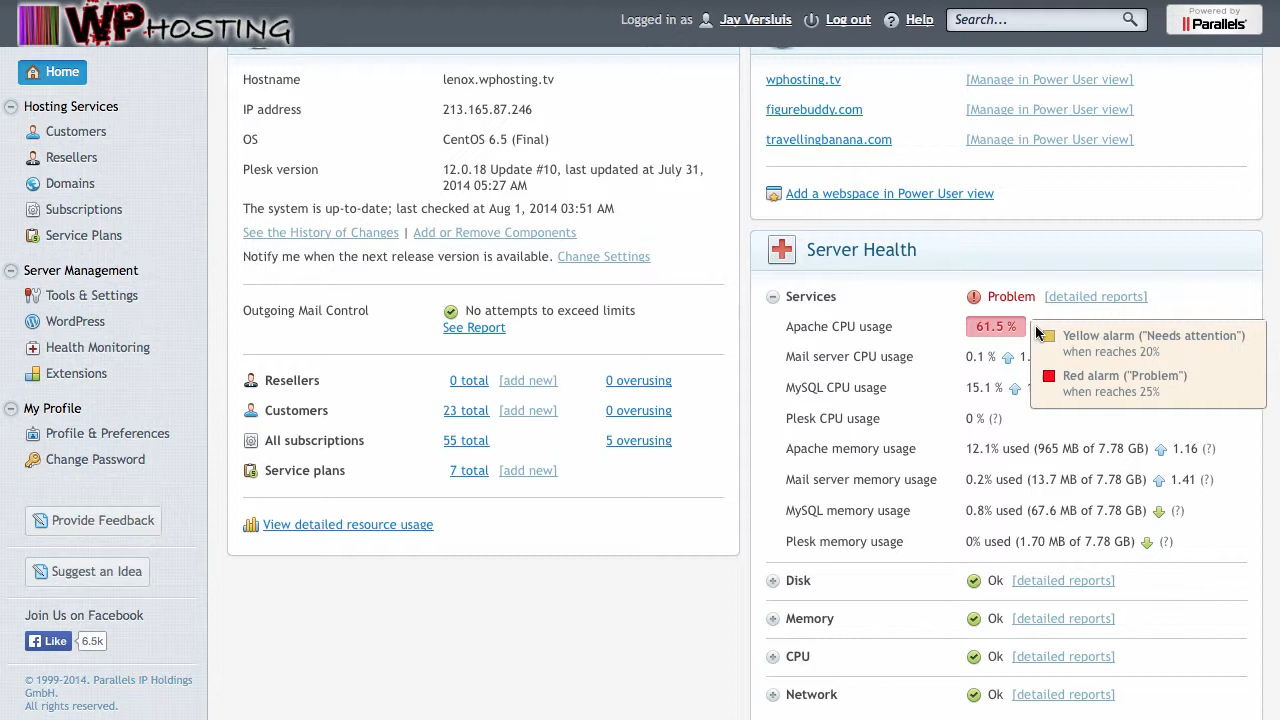 WPHOSTING
Logged in as Jav Versluis Log out Help Search...
Powered by
Parallels
Home
Hosting Services
Customers
Resellers
Domains
Subscriptions
Service Plans
Server Management
Tools & Settings
WordPress
Health Monitoring
Extensions
My Profile
Profile & Preferences
Change Password
Provide Feedback
Suggest an Idea
Join Us on Facebook
Like 6.5k
© 1999-2014. Parallels IP Holdings
GmbH.
All rights reserved.
Hostname lenox.wphosting.tv
IP address 213.165.87.246
OS CentOS 6.5 (Final)
Plesk version 12.0.18 Update #10, last updated at July 31,
2014 05:27 AM
The system is up-to-date; last checked at Aug 1, 2014 03:51 AM
See the History of Changes | Add or Remove Components
Notify me when the next release version is available. Change Settings
Outgoing Mail Control No attempts to exceed limits
See Report
Resellers 0 total [add new] 0 overusing
Customers 23 total [add new] 0 overusing
All subscriptions 55 total 5 overusing
Service plans 7 total [add new]
View detailed resource usage
wphosting.tv [Manage in Power User view]
figurebuddy.com [Manage in Power User view]
travellingbanana.com [Manage in Power User view]
Add a webspace in Power User view
Server Health
Services Problem [detailed reports]
Apache CPU usage 61.5 %
Yellow alarm ("Needs attention")
when reaches 20%
Red alarm ("Problem")
when reaches 25%
Mail server CPU usage 0.1 % 1.
MySQL CPU usage 15.1 % 1
Plesk CPU usage 0 % (?)
Apache memory usage 12.1% used (965 MB of 7.78 GB) 1.16 (?)
Mail server memory usage 0.2% used (13.7 MB of 7.78 GB) 1.41 (?)
MySQL memory usage 0.8% used (67.6 MB of 7.78 GB) (?)
Plesk memory usage 0% used (1.70 MB of 7.78 GB) (?)
Disk Ok [detailed reports]
Memory Ok [detailed reports]
CPU Ok [detailed reports]
Network Ok [detailed reports]